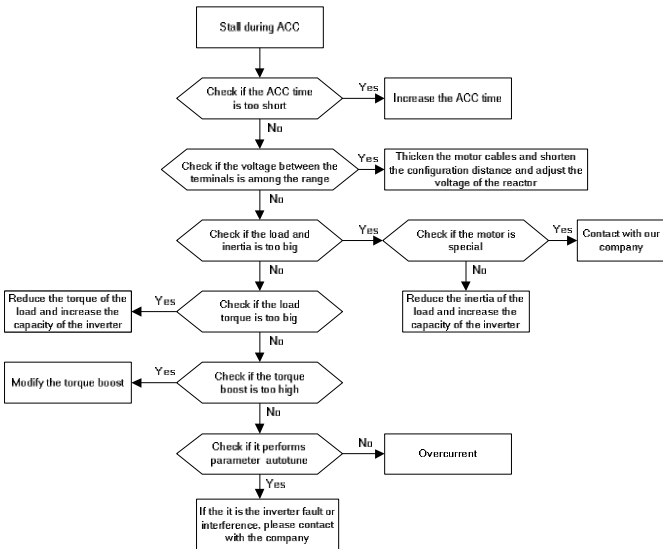 Stall during ACC
Check if the ACC time
is too short
Yes
Increase the ACC time
No
Check if the voltage between the
terminals is among the range
Yes
Thicken the motor cables and shorten
the configuration distance and adjust the
voltage of the reactor
No
Check if the load and
inertia is too big
Yes
Check if the motor is
special
Yes
Contact with our
company
No
No
Reduce the torque of the
load and increase the
capacity of the inverter
Yes
Check if the load
torque is too big
Reduce the inertia of the
load and increase the
capacity of the inverter
No
Modify the torque boost
Yes
Check if the torque
boost is too high
No
Check if it performs
parameter autotune
No
Overcurrent
Yes
If the it is the inverter fault or
interference, please contact
with the company